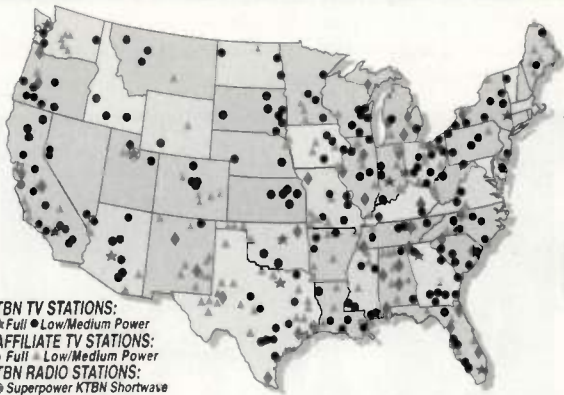 TBN TV STATIONS:
Full Low/Medium Power
AFFILIATE TV STATIONS:
Full Low/Medium Power
TBN RADIO STATIONS:
Superpower KTBN Shortwave